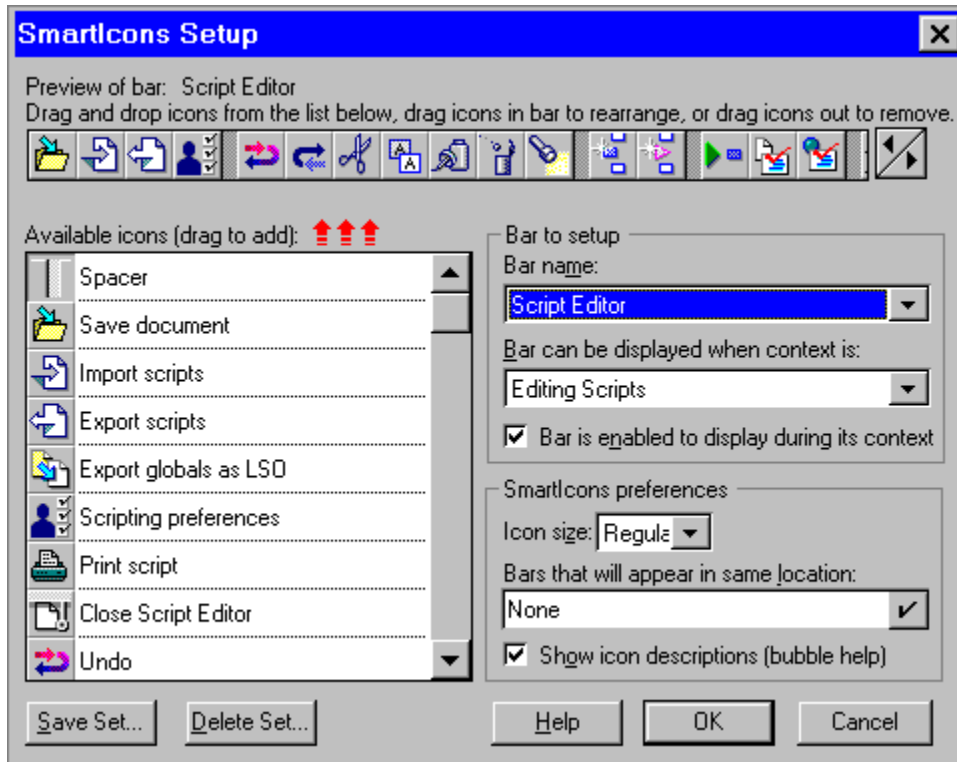 SmartIcons Setup
Preview of bar: Script Editor
Drag and drop icons from the list below, drag icons in bar to rearrange, or drag icons out to remove.
Available icons (drag to add):
Spacer
Save document
Import scripts
Export scripts
Export globals as LSO
Scripting preferences
Print script
Close Script Editor
Undo
Bar to setup
Bar name:
Script Editor
Bar can be displayed when context is:
Editing Scripts
Bar is enabled to display during its context
SmartIcons preferences
Icon size: Regula
Bars that will appear in same location:
None
Show icon descriptions (bubble help)
Save Set... Delete Set... Help OK Cancel